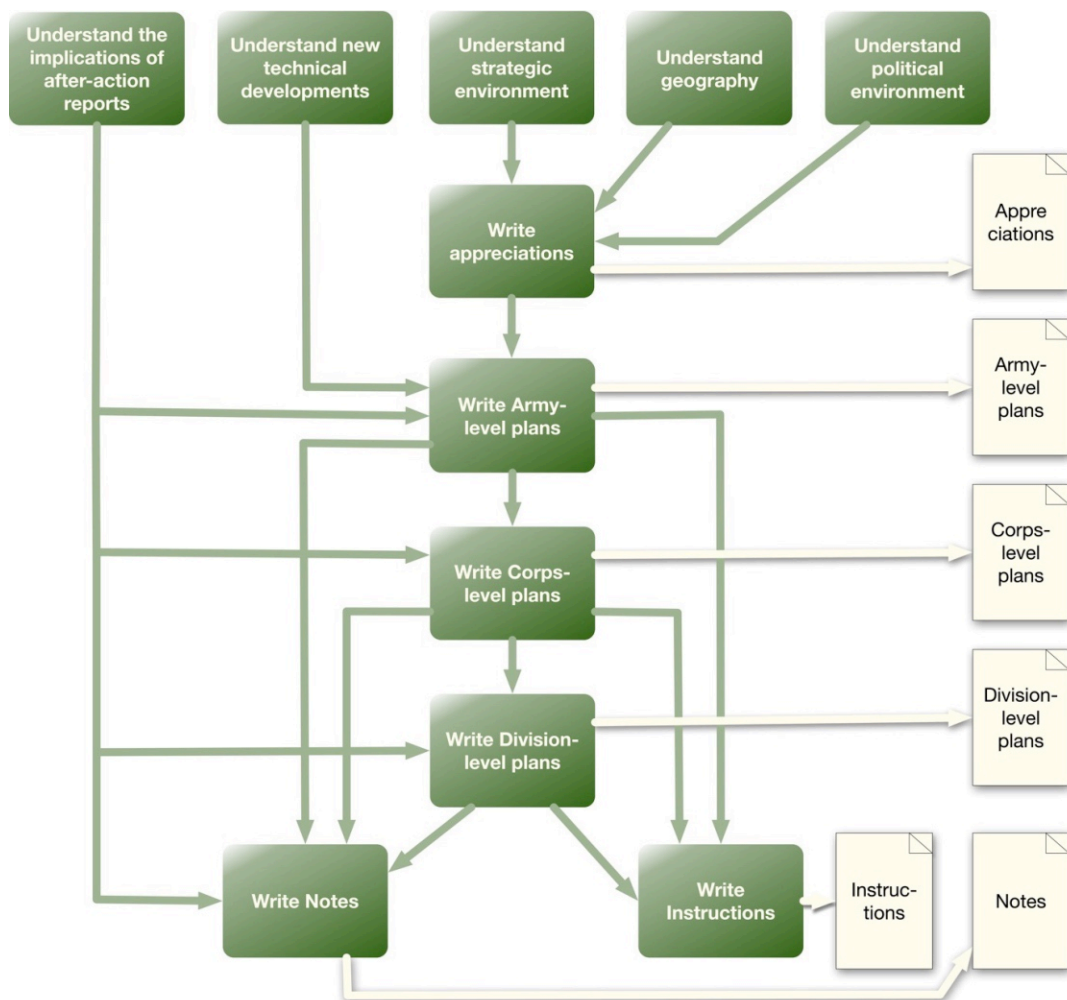 Understand the
implications of
after-action
reports
Understand new
technical
developments
Understand
strategic
environment
Understand
geography
Understand
political
environment
Write
appreciations
Appre
ciations
Write Army-
level plans
Army-
level
plans
Write Corps-
level plans
Corps-
level
plans
Write Division-
level plans
Division-
level
plans
Write Notes
Write
Instructions
Instruc-
tions
Notes